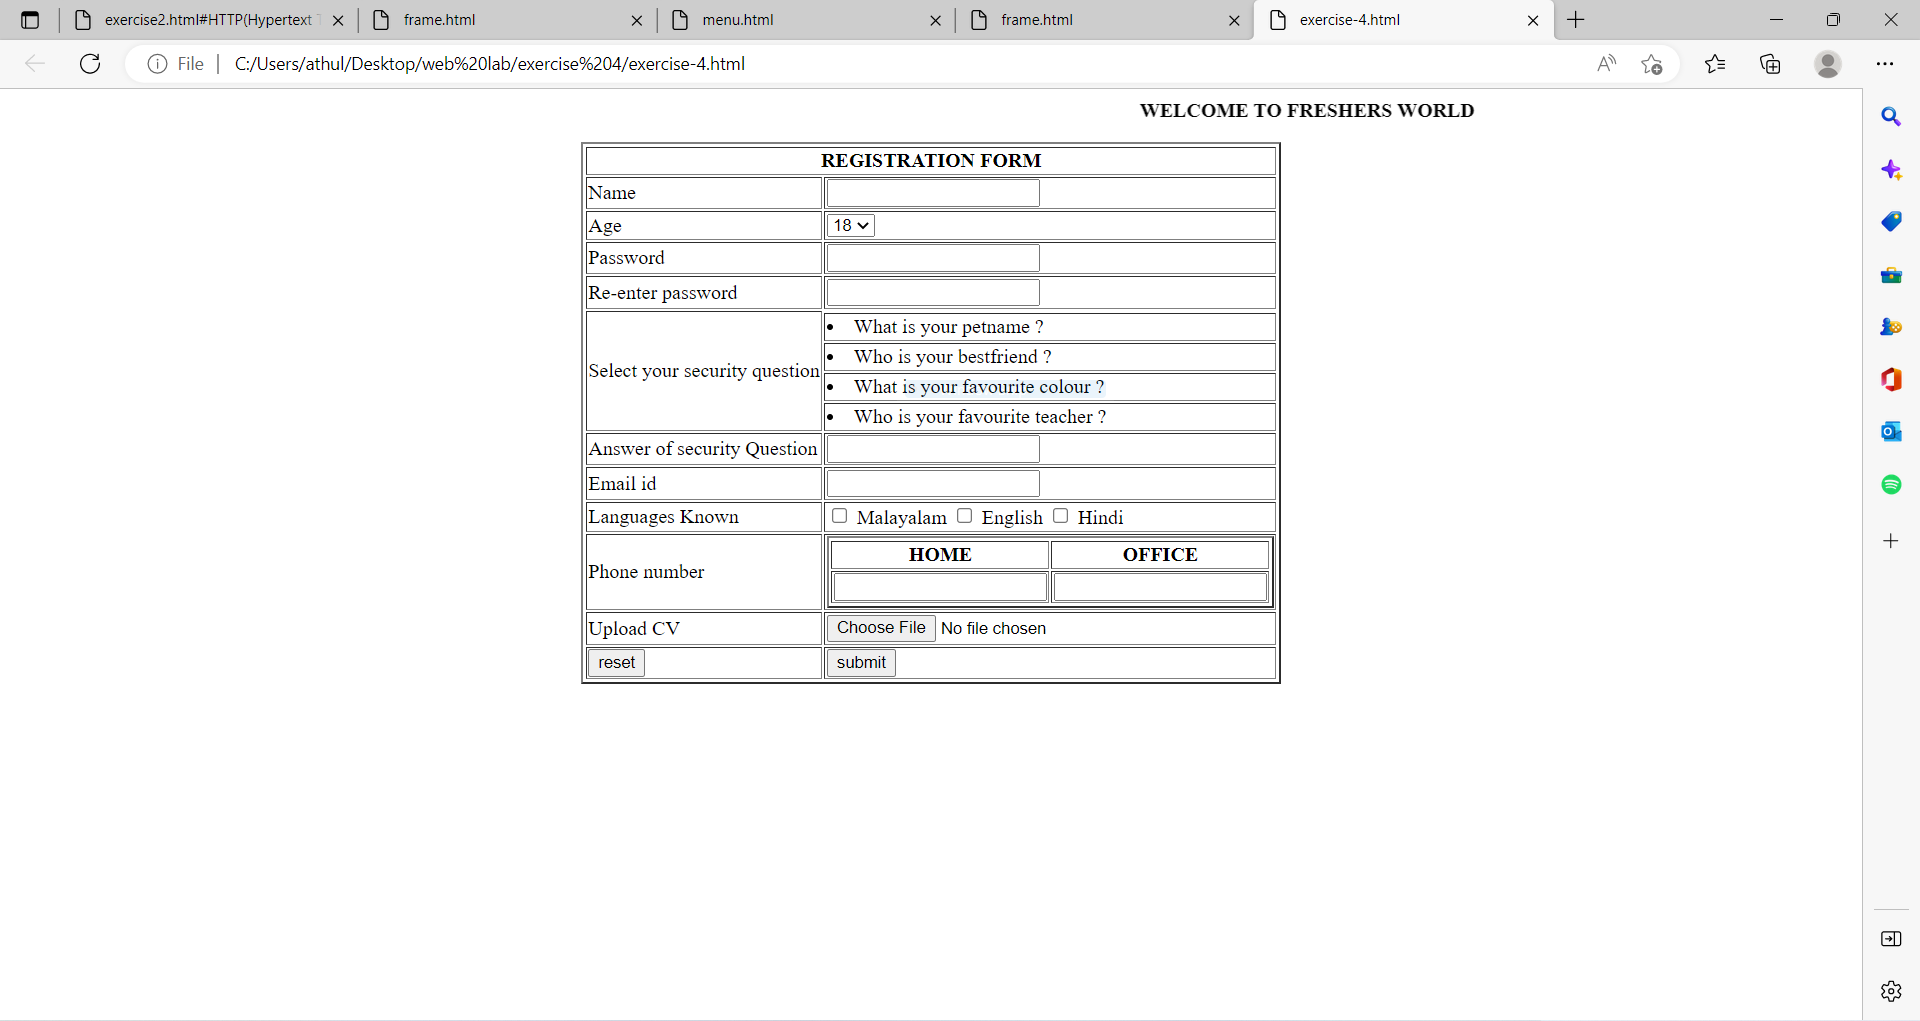 exercise2.html#HTTP(Hypertext
frame.html
menu.html
frame.html
exercise-4.html
File
C:/Users/athul/Desktop/web%20lab/exercise%204/exercise-4.html
WELCOME TO FRESHERS WORLD
REGISTRATION FORM
Name
Age 18
Password
Re-enter password
Select your security question
• What is your petname ?
• Who is your bestfriend ?
• What is your favourite colour ?
• Who is your favourite teacher ?
Answer of security Question
Email id
Languages Known Malayalam English Hindi
Phone number
HOME OFFICE
Upload CV Choose File No file chosen
reset submit